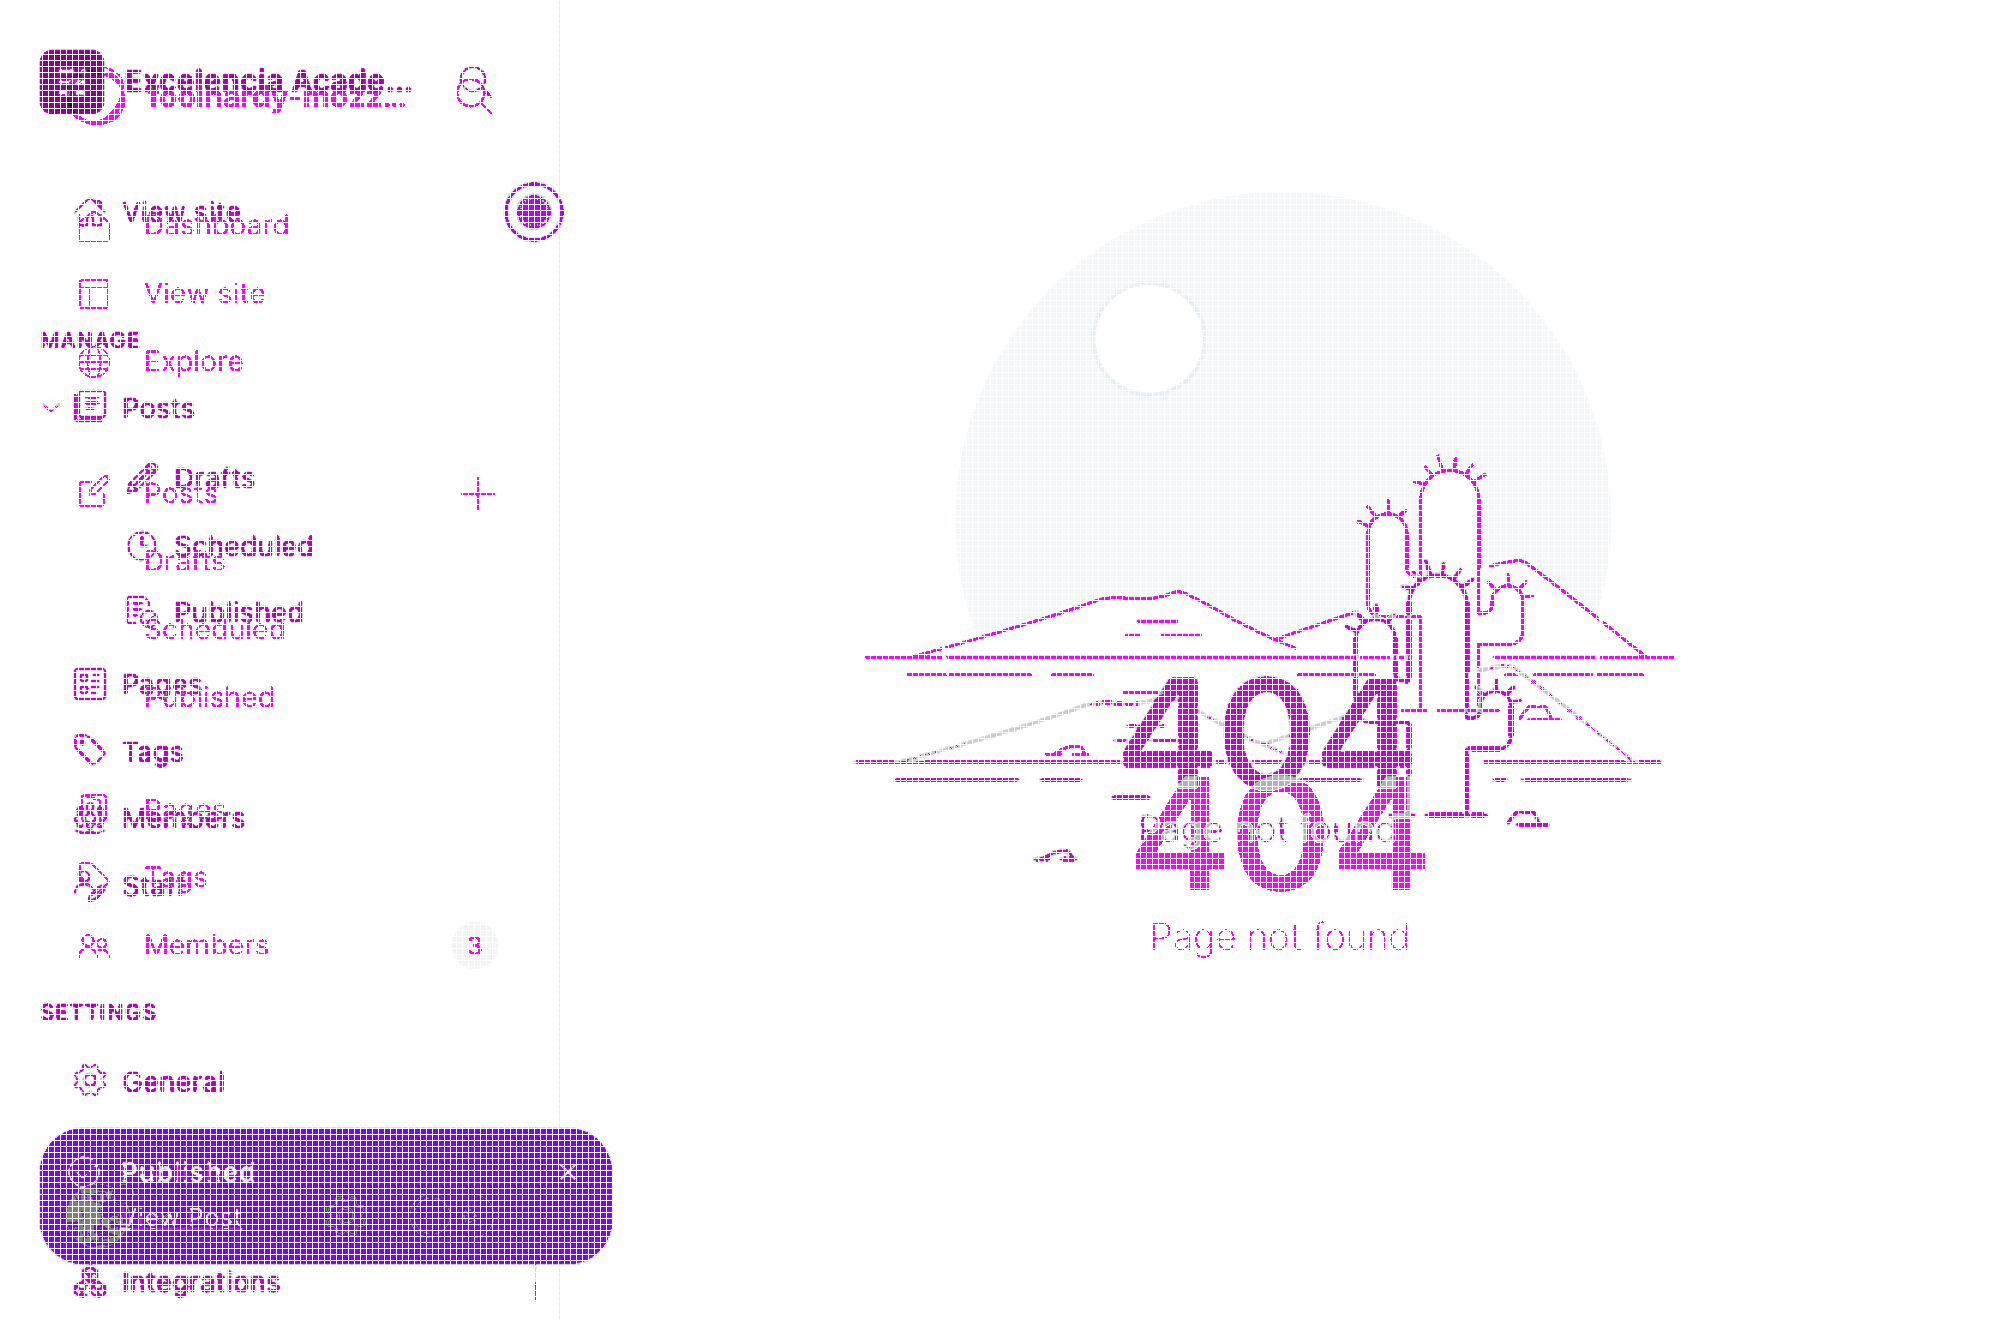 Excelencia Acade...
foolhardy-mozz...
View site
Dashboard
View site
MANAGE
Explore
Posts
Drafts
Posts
Scheduled
Drafts
Published
Scheduled
Pages
Published
Tags
Pages
Members
Tags
Staff
Members
3
SETTINGS
General
Published
View Post
Integrations
404
404
Page not found
Page not found